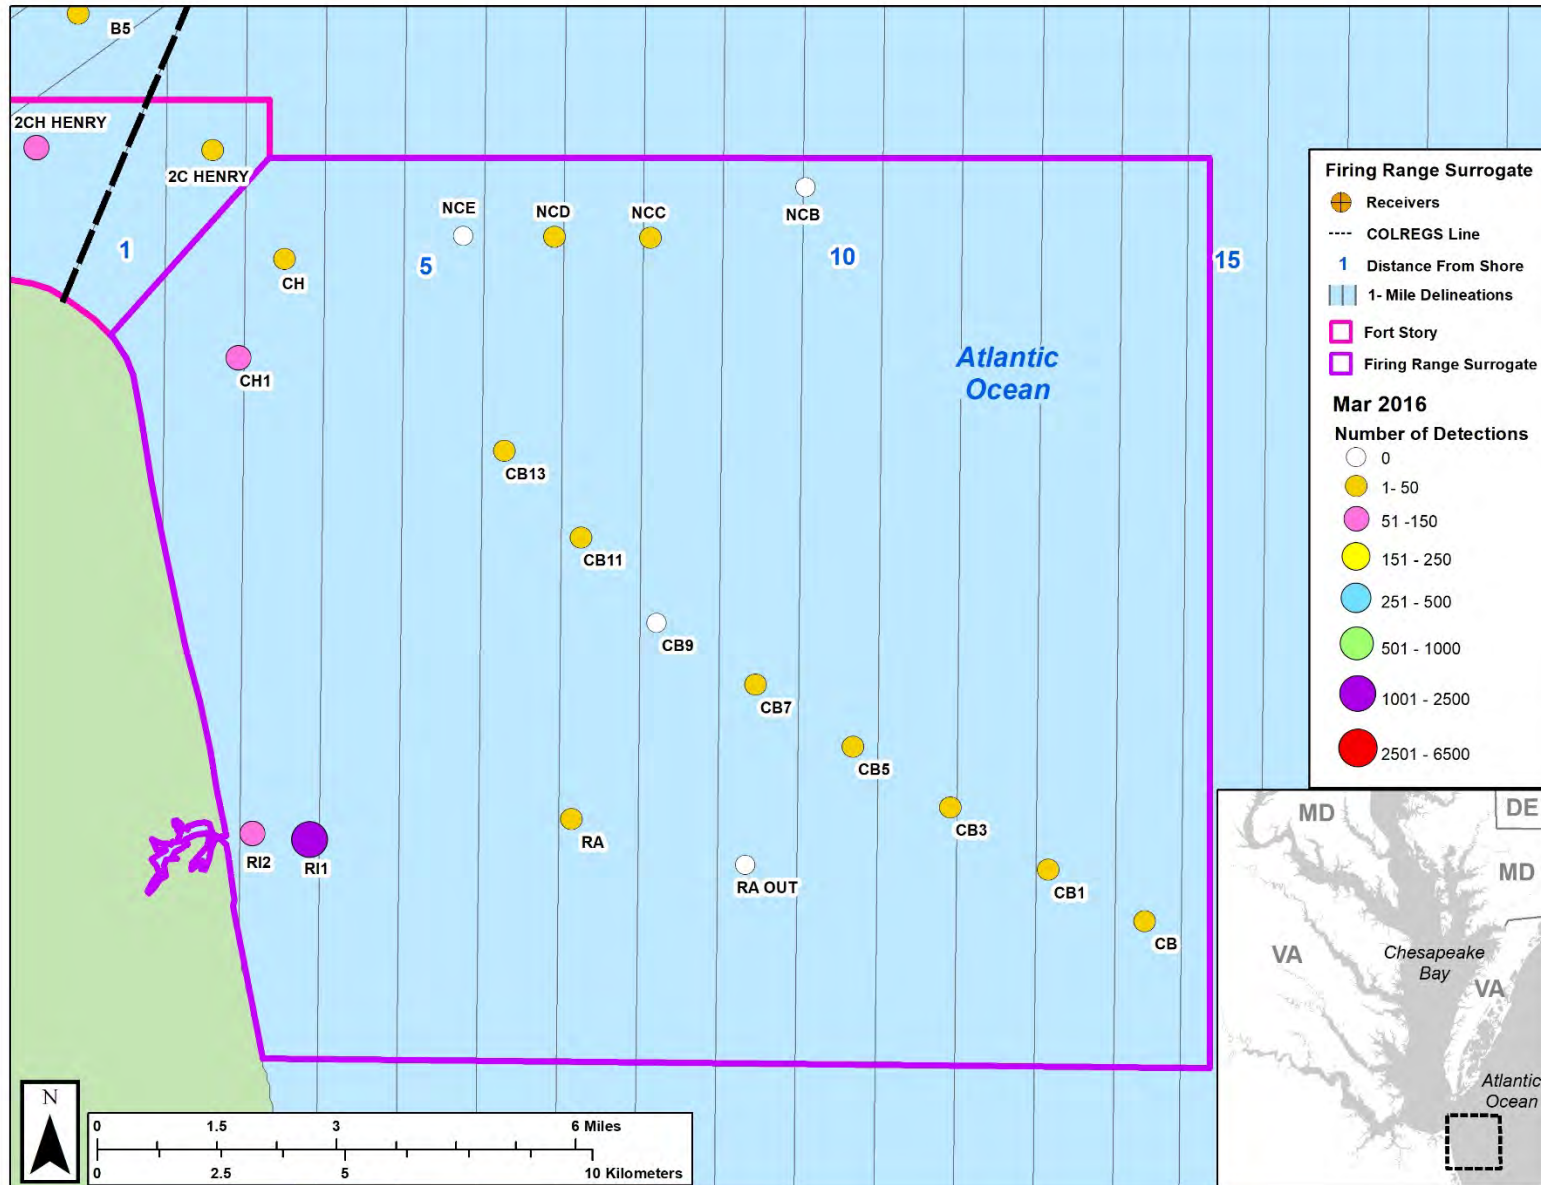 B5
2CH HENRY
2C HENRY
1
CH
CH1
NCE
NCD
NCC
NCB
5
10
15
Atlantic
Ocean
CB13
CB11
CB9
CB7
CB5
CB3
CB1
CB
RI2
RI1
RA
RA OUT
Firing Range Surrogate
Receivers
COLREGS Line
1 Distance From Shore
1- Mile Delineations
Fort Story
Firing Range Surrogate
Mar 2016
Number of Detections
0
1- 50
51 -150
151 - 250
251 - 500
501 - 1000
1001 - 2500
2501 - 6500
MD
DE
MD
VA
Chesapeake
Bay
VA
Atlantic
Ocean
N
0 1.5 3 6 Miles
0 2.5 5 10 Kilometers